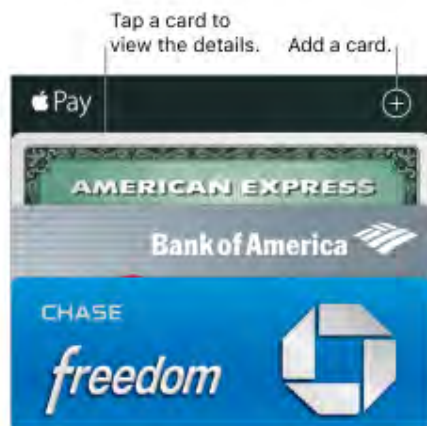 Tap a card to
view the details.
Add a card.
Pay
AMERICAN EXPRESS
Bank of America
CHASE
freedom